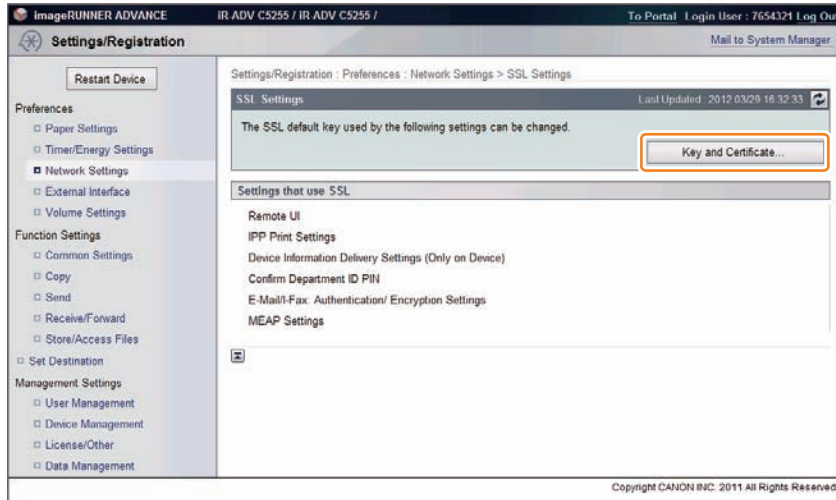 imageRUNNER ADVANCE IR-ADV C5255 / IR-ADV C5255 / To Portal Login User : 7654321 Log Ou
Settings/Registration Mail to System Manager
Restart Device
Preferences
Paper Settings
Timer/Energy Settings
Network Settings
External Interface
Volume Settings
Function Settings
Common Settings
Copy
Send
Receive/Forward
Store/Access Files
Set Destination
Management Settings
User Management
Device Management
License/Other
Data Management
Settings/Registration : Preferences : Network Settings > SSL Settings
SSL Settings Last Updated : 2012 03/29 16:32:33
The SSL default key used by the following settings can be changed.
Key and Certificate...
Settings that use SSL
Remote UI
IPP Print Settings
Device Information Delivery Settings (Only on Device)
Confirm Department ID PIN
E-Mail/I-Fax: Authentication/ Encryption Settings
MEAP Settings
Copyright CANON INC. 2011 All Rights Reserved